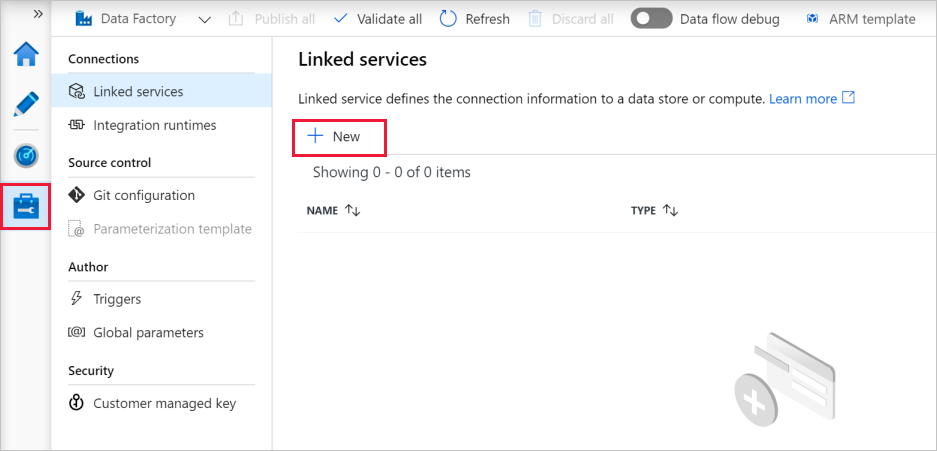 Data Factory
Publish all
Validate all
Refresh
Discard all
Data flow debug
ARM template
»
Connections
Linked services
Integration runtimes
Source control
Git configuration
Parameterization template
Author
Triggers
Global parameters
Security
Customer managed key
Linked services
Linked service defines the connection information to a data store or compute. Learn more
New
Showing 0 - 0 of 0 items
NAME
TYPE